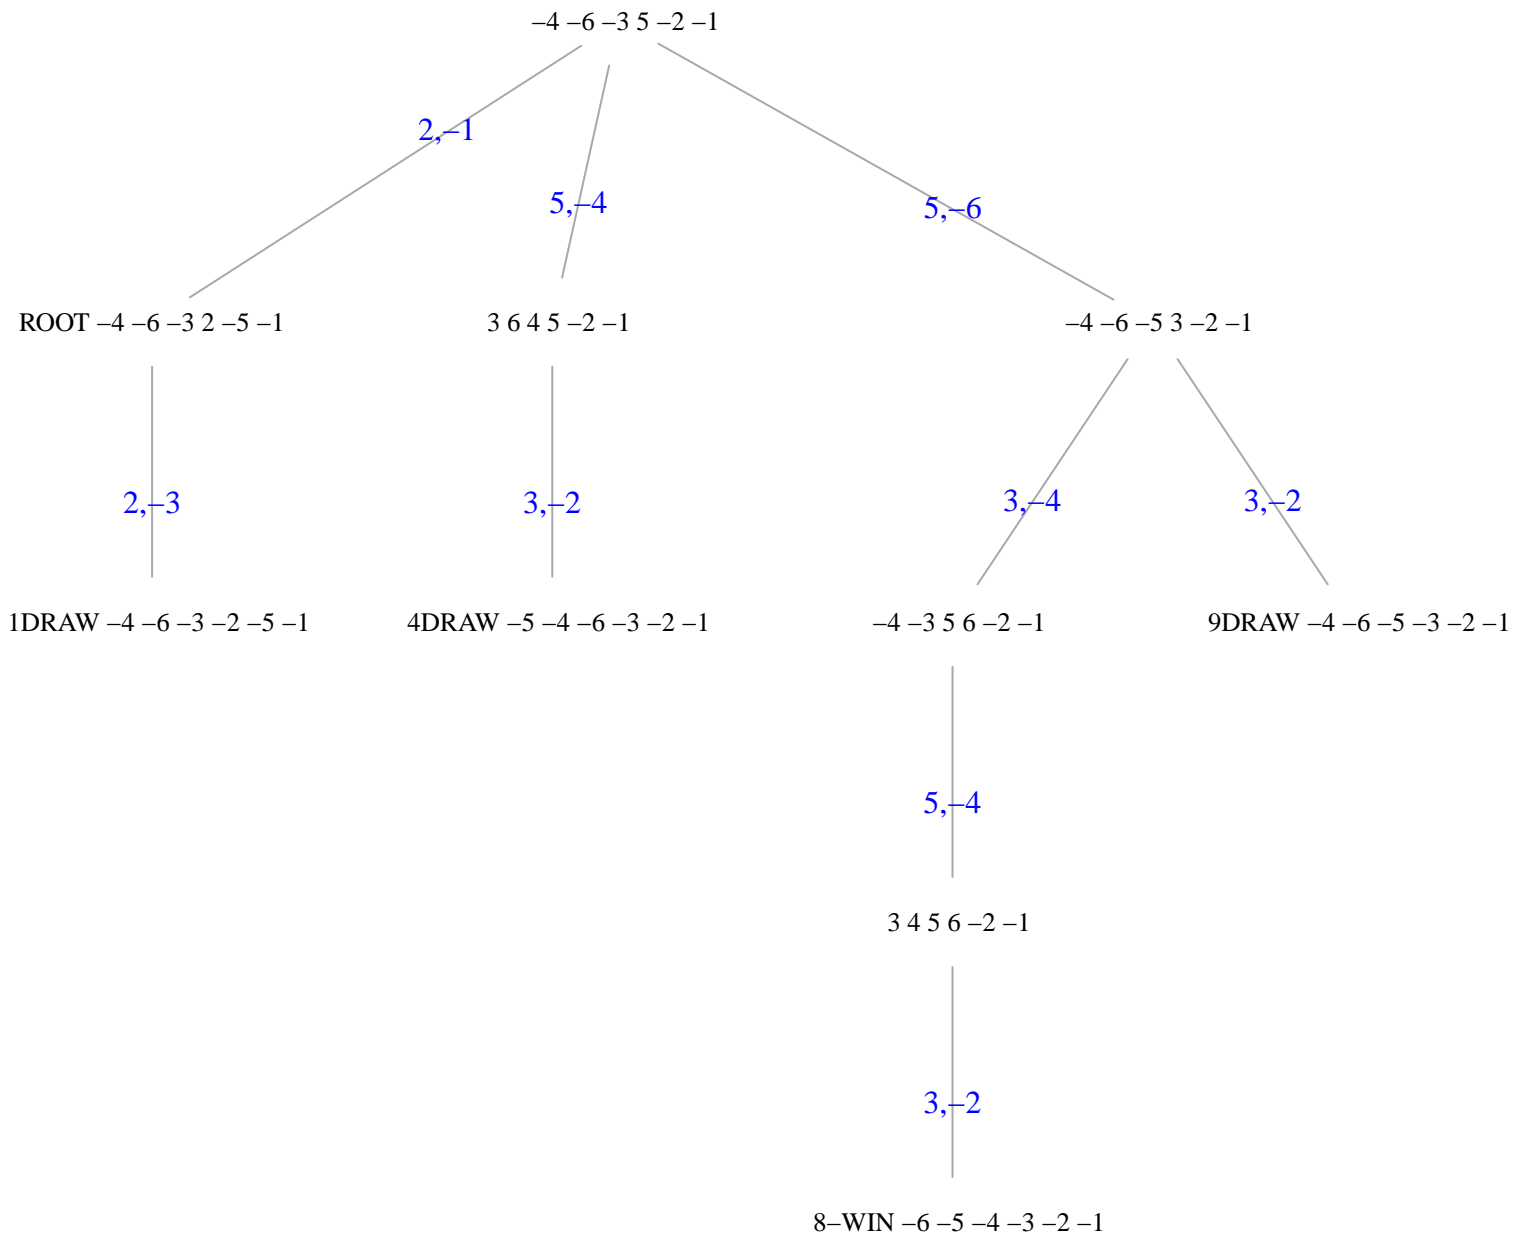 –4 –6 –3 5 –2 –1
2,–1
5,–4
5,–6
ROOT –4 –6 –3 2 –5 –1
3 6 4 5 –2 –1
–4 –6 –5 3 –2 –1
2,–3
3,–2
3,–4
3,–2
1DRAW –4 –6 –3 –2 –5 –1
4DRAW –5 –4 –6 –3 –2 –1
–4 –3 5 6 –2 –1
9DRAW –4 –6 –5 –3 –2 –1
5,–4
3 4 5 6 –2 –1
3,–2
8–WIN –6 –5 –4 –3 –2 –1